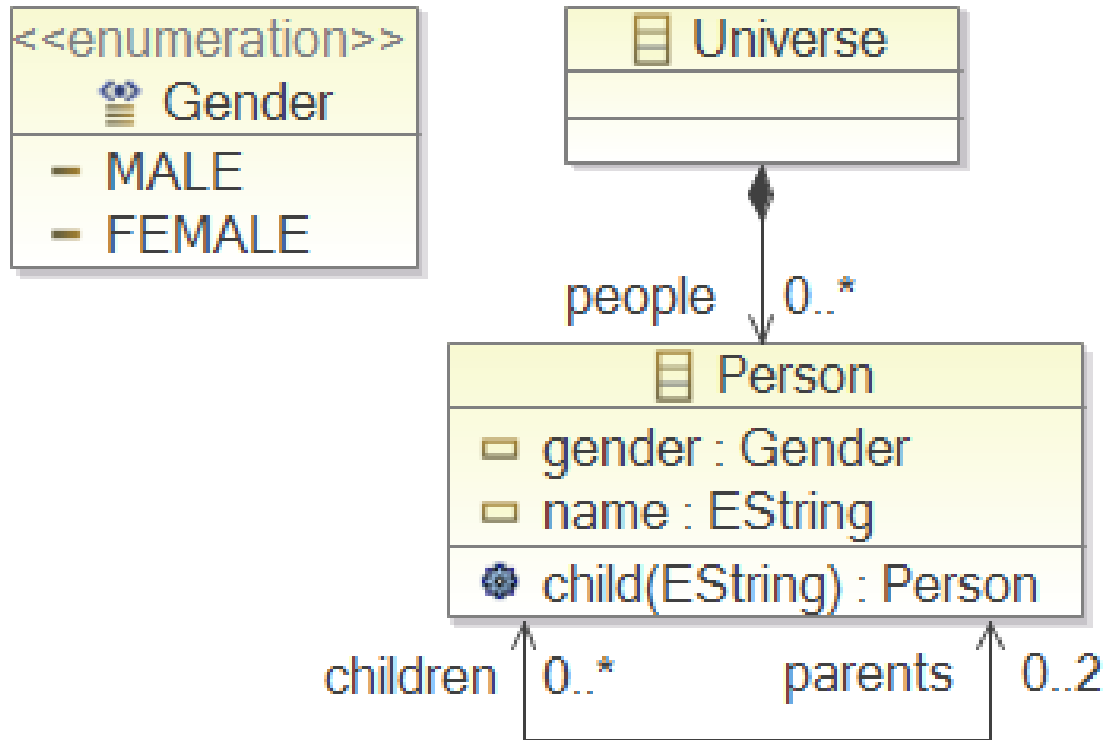 <<enumeration>>
Gender
MALE
FEMALE
Universe
people 0..*
Person
gender : Gender
name : EString
child(EString) : Person
children 0..* parents 0..2